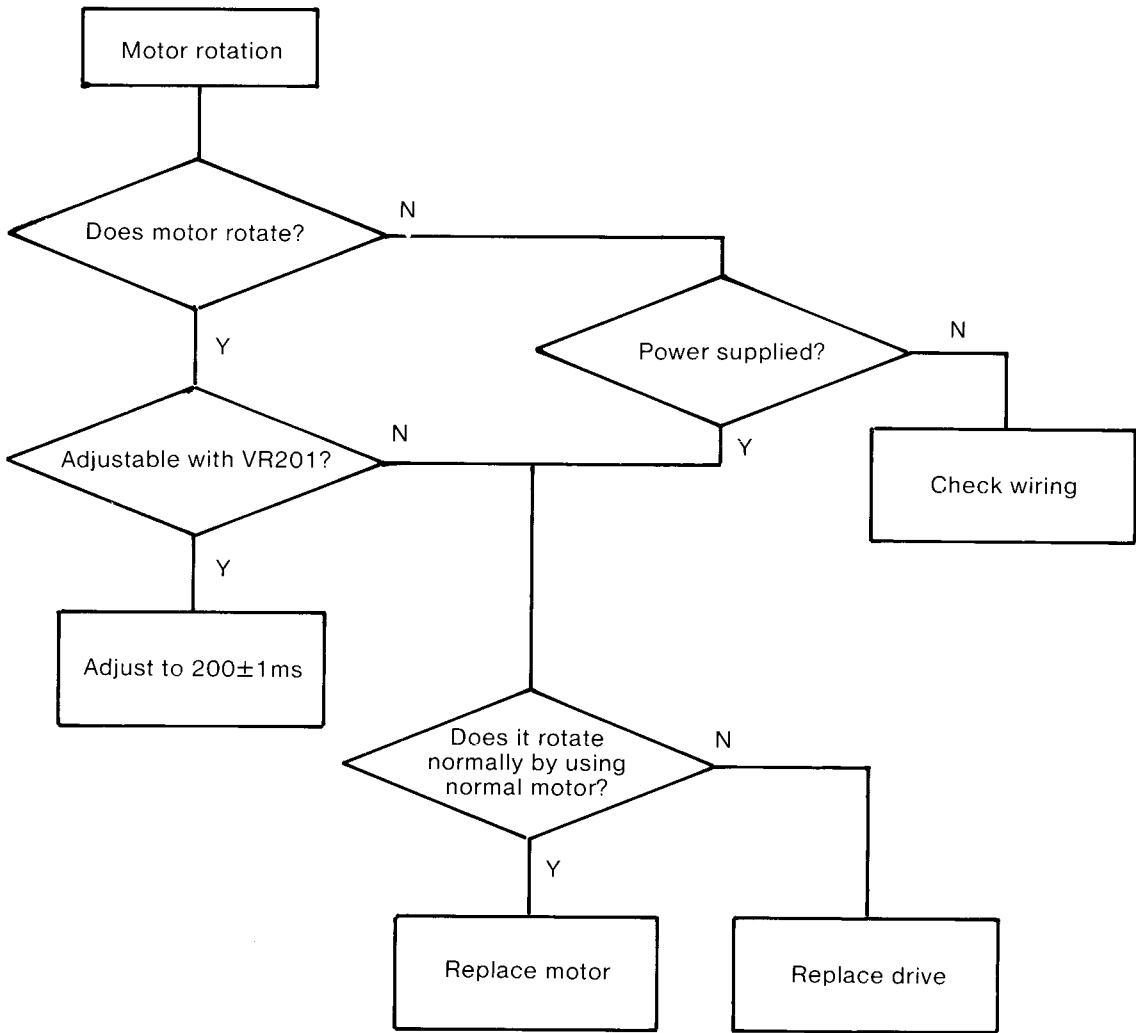 Motor rotation
Does motor rotate?
N
Y
Power supplied?
N
Y
Check wiring
Adjustable with VR201?
N
Y
Adjust to 200±1ms
Does it rotate
normally by using
normal motor?
N
Y
Replace motor
Replace drive